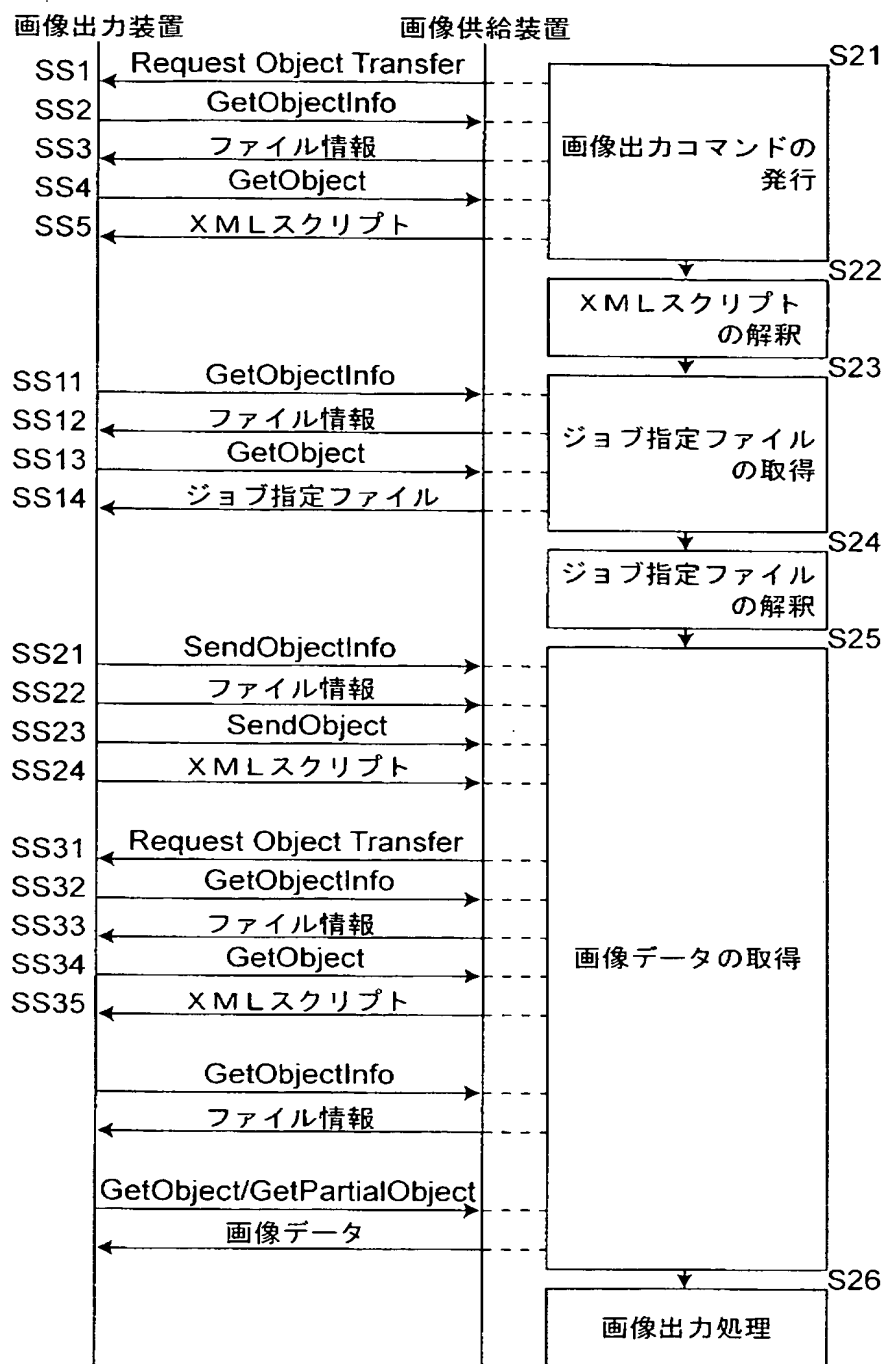 画像出力装置
画像供給装置
SS1 Request Object Transfer
S21
SS2 GetObjectInfo
SS3 ファイル情報
画像出力コマンドの
発行
SS4 GetObject
SS5 XMLスクリプト
S22
XMLスクリプト
の解釈
S23
SS11 GetObjectInfo
SS12 ファイル情報
ジョブ指定ファイル
の取得
SS13 GetObject
SS14 ジョブ指定ファイル
S24
ジョブ指定ファイル
の解釈
S25
SS21 SendObjectInfo
SS22 ファイル情報
SS23 SendObject
SS24 XMLスクリプト
SS31 Request Object Transfer
SS32 GetObjectInfo
SS33 ファイル情報
SS34 GetObject
画像データの取得
SS35 XMLスクリプト
GetObjectInfo
ファイル情報
GetObject/GetPartialObject
画像データ
S26
画像出力処理